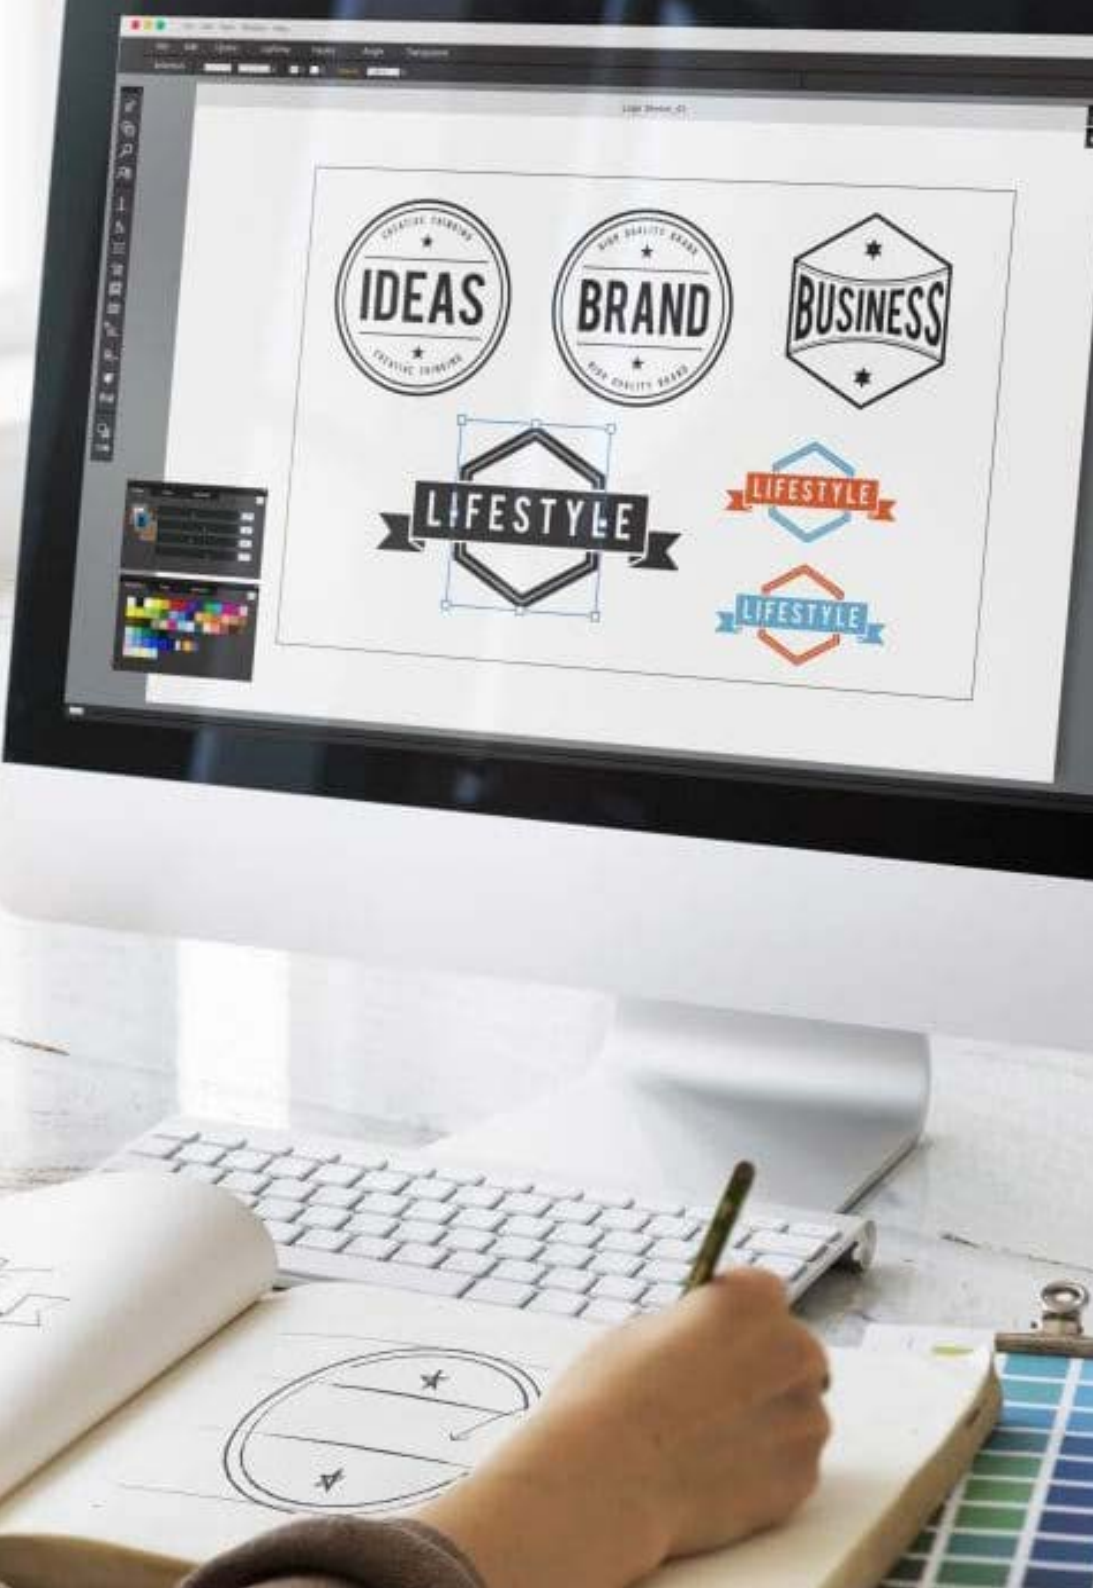 CREATIVE THINKING
IDEAS
CREATIVE THINKING
HIGH QUALITY BRAND
BRAND
HIGH QUALITY BRAND
BUSINESS
LIFESTYLE
LIFESTYLE
LIFESTYLE